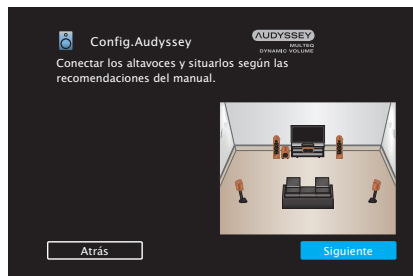 Config.Audyssey
AUDYSSEY
MULTEQ
DYNAMIC VOLUME
Conectar los altavoces y situarlos según las
recomendaciones del manual.
Atrás
Siguiente